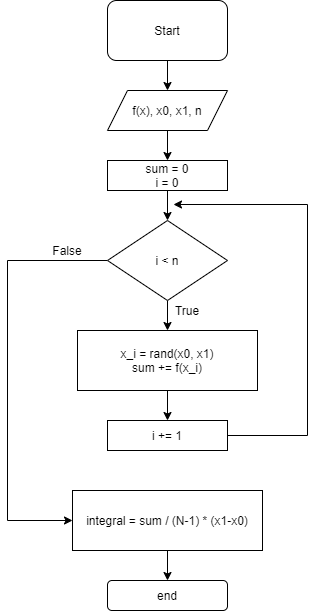 Start
f(x), x0, x1, n
sum = 0
i = 0
i < n
False
True
x_i = rand(x0, x1)
sum += f(x_i)
i += 1
integral = sum / (N-1) * (x1-x0)
end